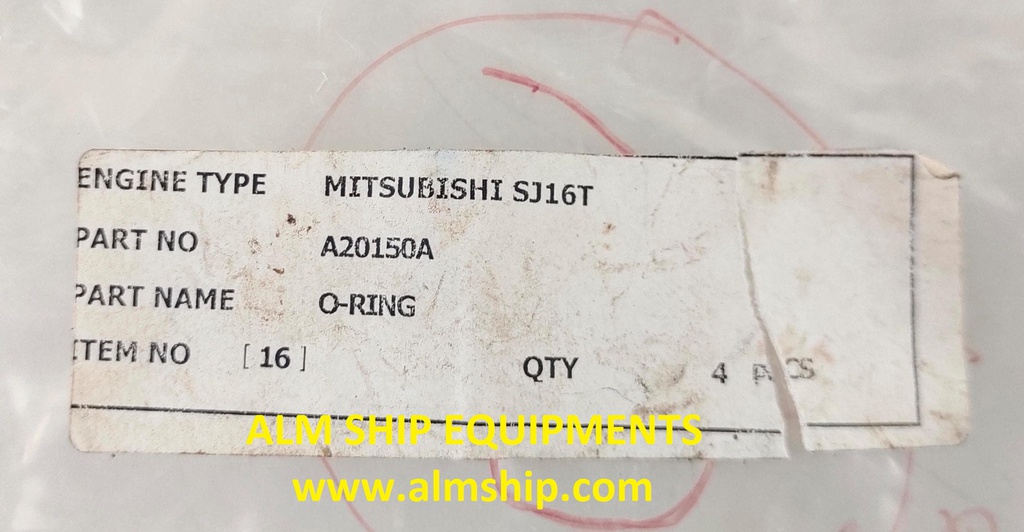 ENGINE TYPE MITSUBISHI SJ16T
PART NO A20150A
PART NAME O-RING
ITEM NO [ 16 ] QTY 4 PCS
ALM SHIP EQUIPMENTS
www.almship.com